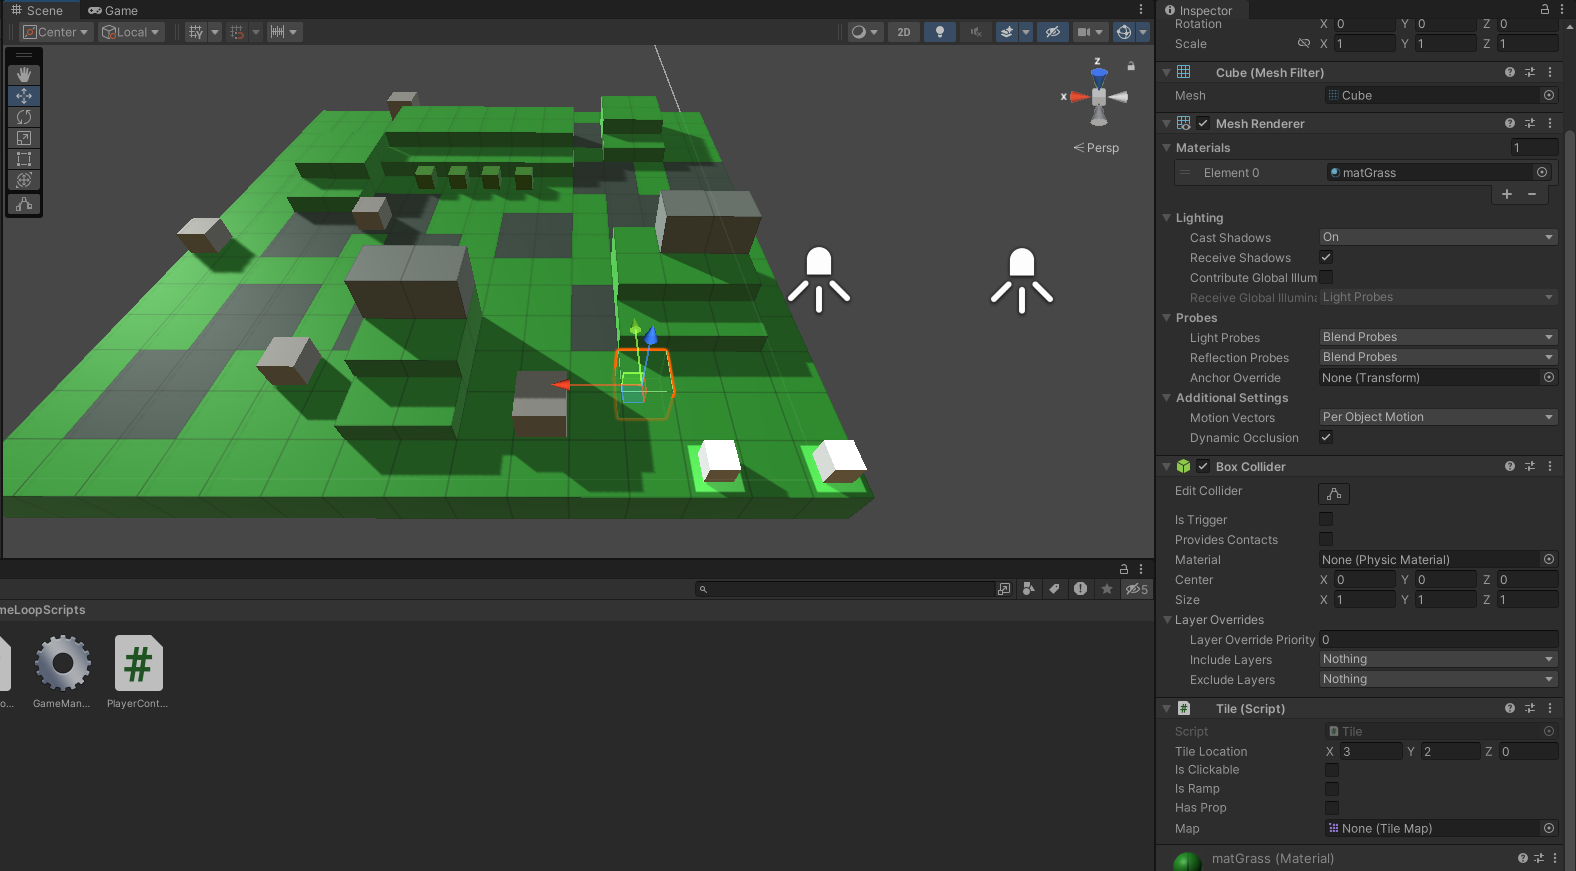 Scene
Game
Center
Local
2D
z
x
Persp
meLoopScripts
5
o...
GameMan...
PlayerCont...
Inspector
Rotation X 0 Y 0 Z 0
Scale X 1 Y 1 Z 1
Cube (Mesh Filter)
Mesh Cube
Mesh Renderer
Materials 1
Element 0 matGrass
+ −
Lighting
Cast Shadows On
Receive Shadows
Contribute Global Illum
Receive Global Illumina Light Probes
Probes
Light Probes Blend Probes
Reflection Probes Blend Probes
Anchor Override None (Transform)
Additional Settings
Motion Vectors Per Object Motion
Dynamic Occlusion
Box Collider
Edit Collider
Is Trigger
Provides Contacts
Material None (Physic Material)
Center X 0 Y 0 Z 0
Size X 1 Y 1 Z 1
Layer Overrides
Layer Override Priority 0
Include Layers Nothing
Exclude Layers Nothing
# Tile (Script)
Script Tile
Tile Location X 3 Y 2 Z 0
Is Clickable
Is Ramp
Has Prop
Map None (Tile Map)
matGrass (Material)